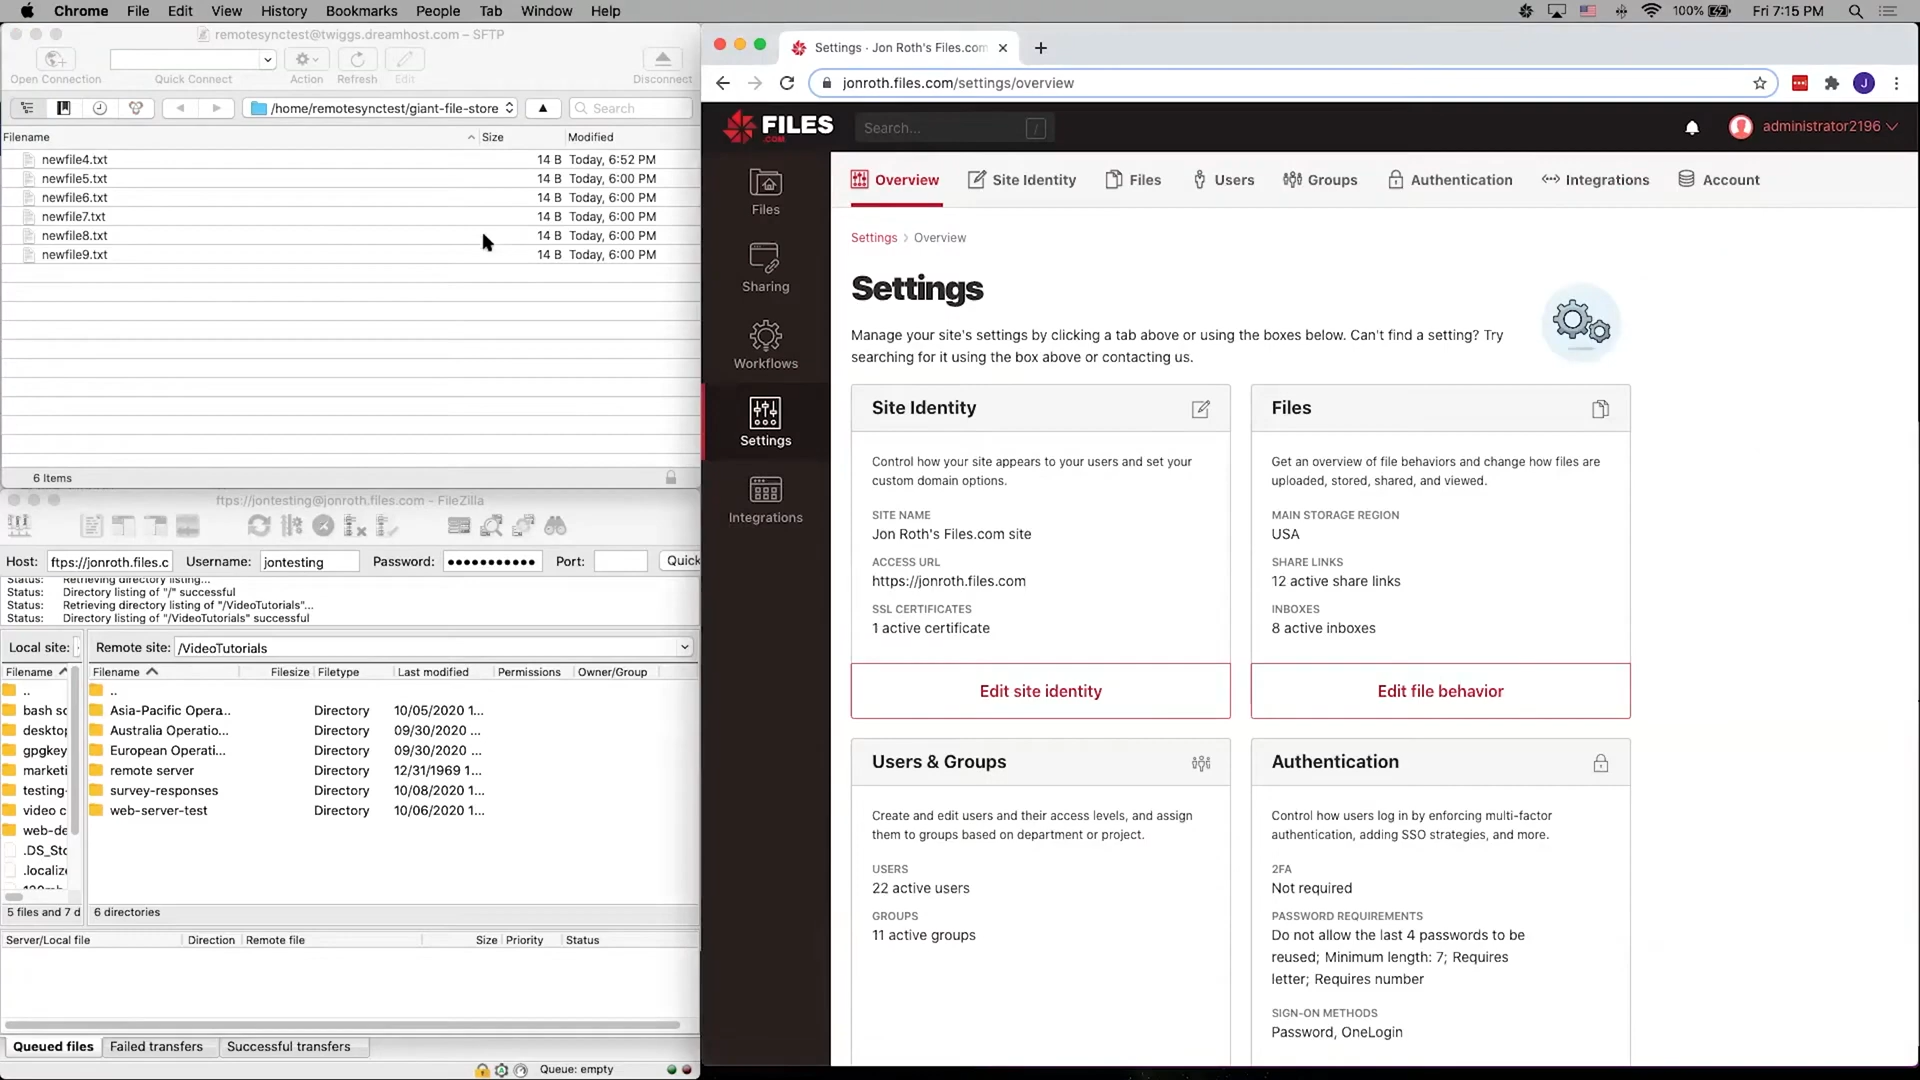 Chrome File Edit View History Bookmarks People Tab Window Help 100% Fri 7:15 PM
remotesynctest@twiggs.dreamhost.com – SFTP
Open Connection Quick Connect Action Refresh Edit Disconnect
/home/remotesynctest/giant-file-store Search
Filename Size Modified
newfile4.txt 14 B Today, 6:52 PM
newfile5.txt 14 B Today, 6:00 PM
newfile6.txt 14 B Today, 6:00 PM
newfile7.txt 14 B Today, 6:00 PM
newfile8.txt 14 B Today, 6:00 PM
newfile9.txt 14 B Today, 6:00 PM
6 Items
ftps://jontesting@jonroth.files.com - FileZilla
Host: ftps://jonroth.files.c Username: jontesting Password: ●●●●●●●●●●● Port: Quick
Status: Retrieving directory listing...
Status: Directory listing of "/" successful
Status: Retrieving directory listing of "/VideoTutorials"...
Status: Directory listing of "/VideoTutorials" successful
Local site: Remote site: /VideoTutorials
Filename Filename Filesize Filetype Last modified Permissions Owner/Group
.. ..
bash sc Asia-Pacific Opera... Directory 10/05/2020 1...
desktop Australia Operatio... Directory 09/30/2020 1...
gpgkey European Operati... Directory 09/30/2020 1...
marketi remote server Directory 12/31/1969 1...
testing- survey-responses Directory 10/08/2020 1...
video c web-server-test Directory 10/06/2020 1...
web-de
.DS_Sto
.localize
5 files and 7 d 6 directories
Server/Local file Direction Remote file Size Priority Status
Queued files Failed transfers Successful transfers
Queue: empty
Settings · Jon Roth's Files.com
jonroth.files.com/settings/overview J
FILES .COM Search... / administrator2196
Files
Sharing
Workflows
Settings
Integrations
Overview Site Identity Files Users Groups Authentication Integrations Account
Settings › Overview
Settings
Manage your site's settings by clicking a tab above or using the boxes below. Can't find a setting? Try
searching for it using the box above or contacting us.
Site Identity
Control how your site appears to your users and set your
custom domain options.
SITE NAME
Jon Roth's Files.com site
ACCESS URL
https://jonroth.files.com
SSL CERTIFICATES
1 active certificate
Edit site identity
Files
Get an overview of file behaviors and change how files are
uploaded, stored, shared, and viewed.
MAIN STORAGE REGION
USA
SHARE LINKS
12 active share links
INBOXES
8 active inboxes
Edit file behavior
Users & Groups
Create and edit users and their access levels, and assign
them to groups based on department or project.
USERS
22 active users
GROUPS
11 active groups
Authentication
Control how users log in by enforcing multi-factor
authentication, adding SSO strategies, and more.
2FA
Not required
PASSWORD REQUIREMENTS
Do not allow the last 4 passwords to be
reused; Minimum length: 7; Requires
letter; Requires number
SIGN-ON METHODS
Password, OneLogin